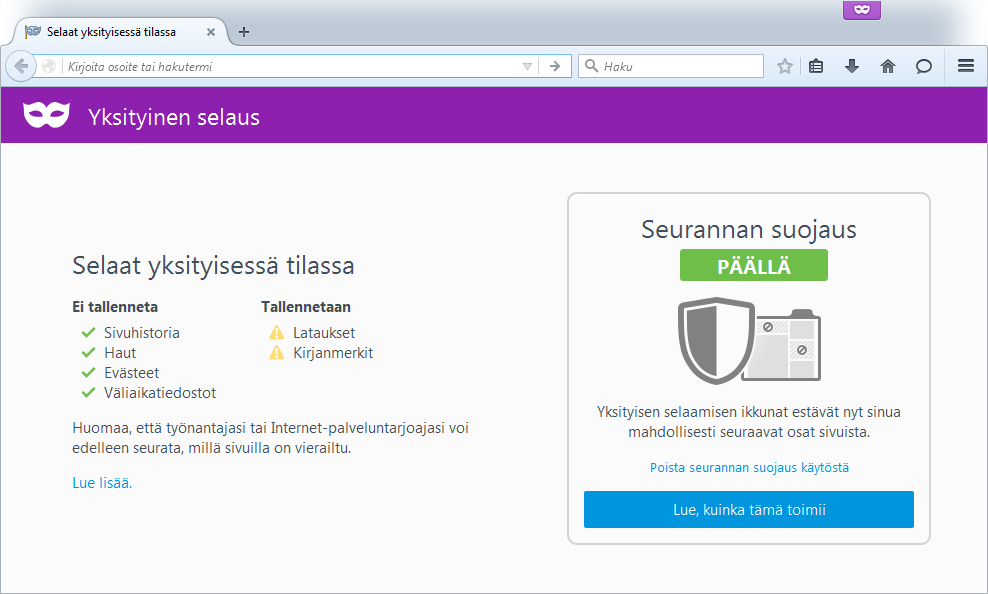 Selaat yksityisessä tilassa
Kirjoita osoite tai hakutermi
Haku
Yksityinen selaus
Selaat yksityisessä tilassa
Ei tallenneta
Sivuhistoria
Haut
Evästeet
Väliaikatiedostot
Tallennetaan
Lataukset
Kirjanmerkit
Huomaa, että työnantajasi tai Internet-palveluntarjoajasi voi
edelleen seurata, millä sivuilla on vierailtu.
Lue lisää.
Seurannan suojaus
PÄÄLLÄ
Yksityisen selaamisen ikkunat estävät nyt sinua
mahdollisesti seuraavat osat sivuista.
Poista seurannan suojaus käytöstä
Lue, kuinka tämä toimii